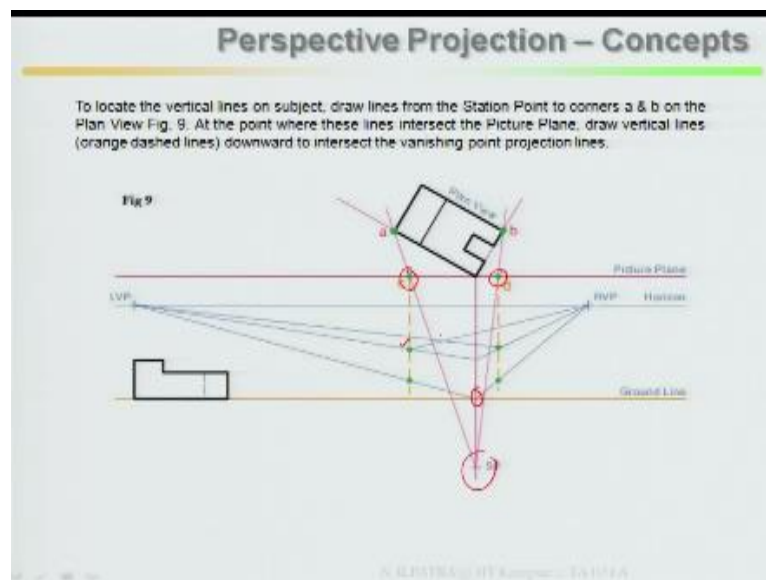 Perspective Projection – Concepts
To locate the vertical lines on subject, draw lines from the Station Point to corners a & b on the
Plan View Fig. 9. At the point where these lines intersect the Picture Plane, draw vertical lines
(orange dashed lines) downward to intersect the vanishing point projection lines.
Fig 9
Plan View
a
b
Picture Plane
LVP
RVP
Horizon
Ground Line
SP